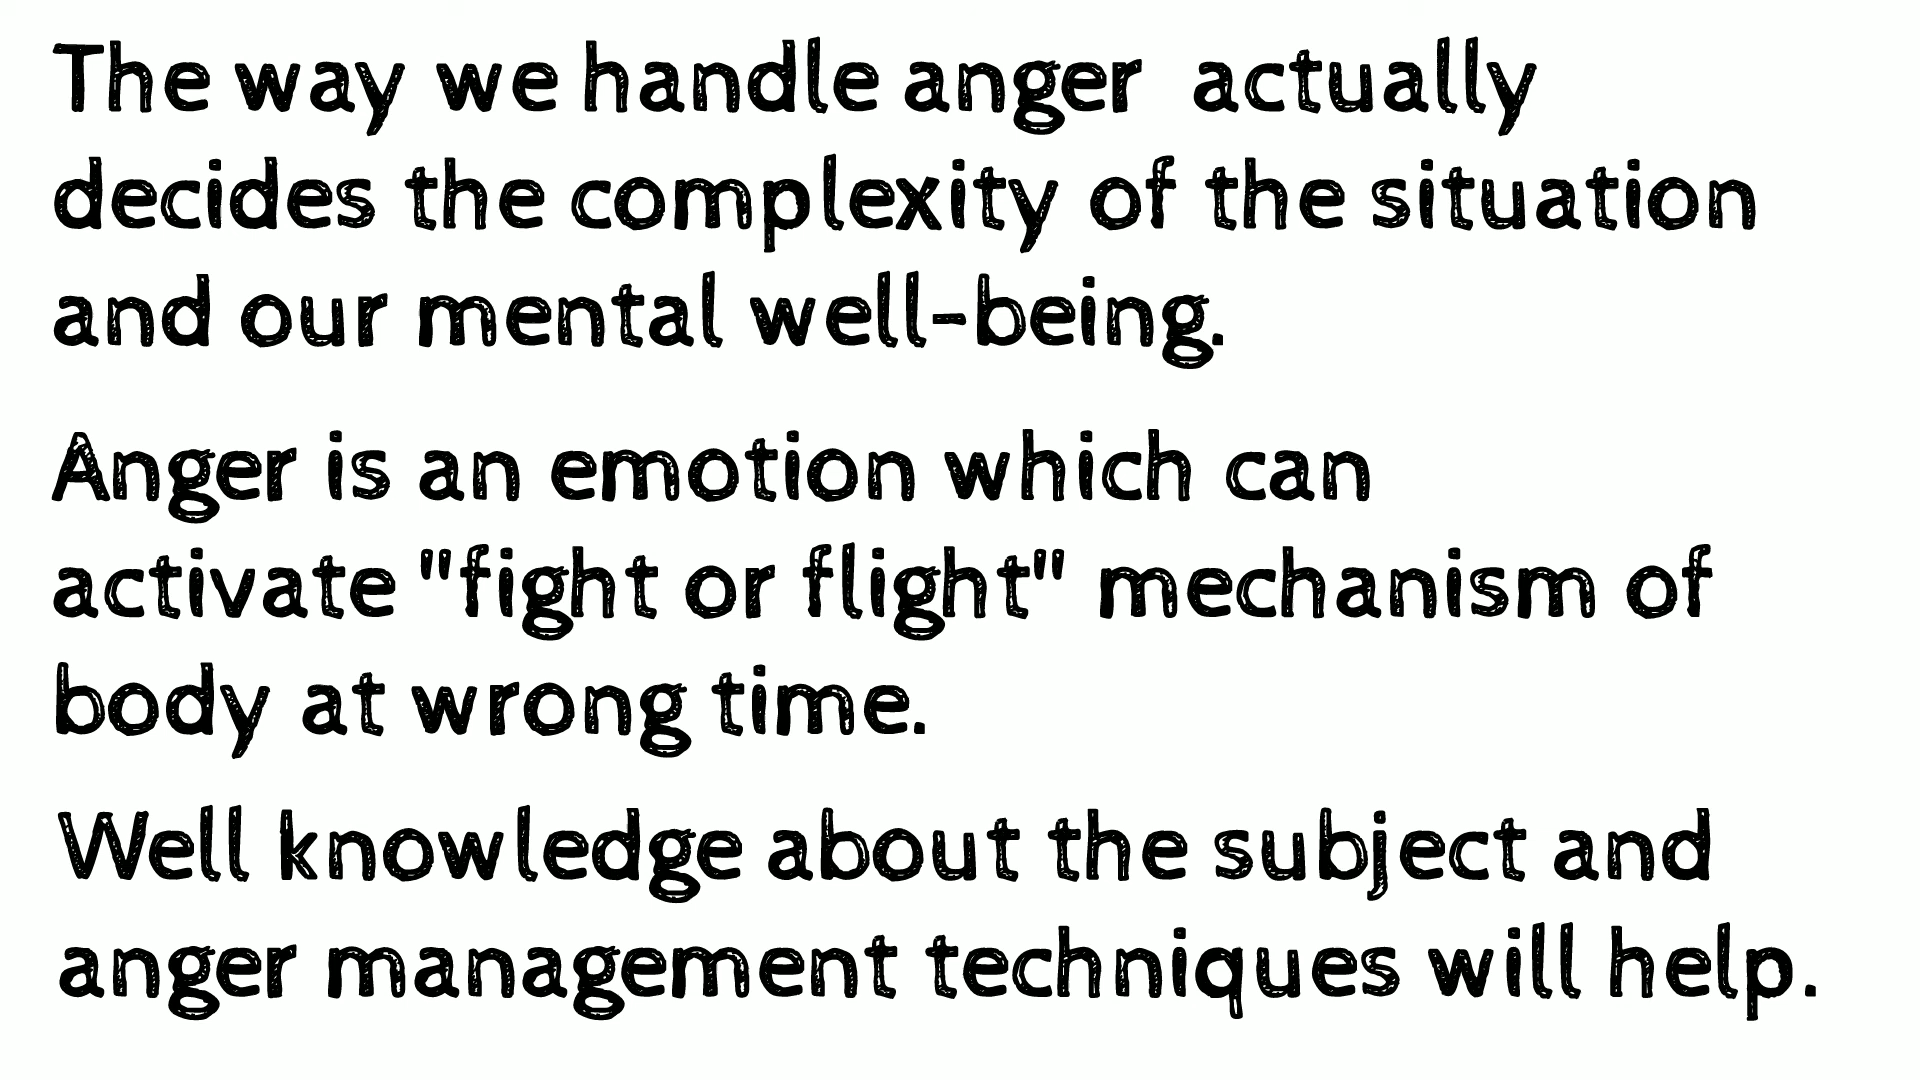 The way we handle anger actually
decides the complexity of the situation
and our mental well-being.
Anger is an emotion which can
activate "fight or flight" mechanism of
body at wrong time.
Well knowledge about the subject and
anger management techniques will help.